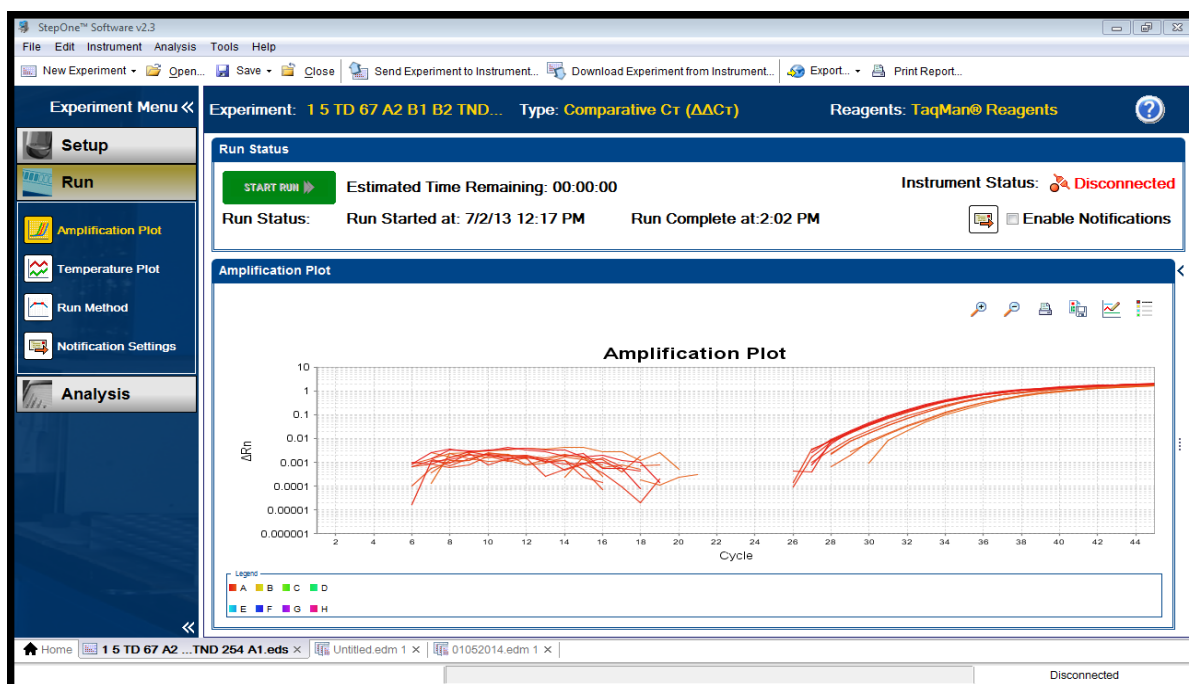 StepOne™ Software v2.3
File Edit Instrument Analysis Tools Help
New Experiment Open... Save Close Send Experiment to Instrument... Download Experiment from Instrument... Export... Print Report...
Experiment Menu «
Experiment: 1 5 TD 67 A2 B1 B2 TND... Type: Comparative Cт (ΔΔCт) Reagents: TaqMan® Reagents ?
Setup
Run
Amplification Plot
Temperature Plot
Run Method
Notification Settings
Analysis
Run Status
START RUN
Estimated Time Remaining: 00:00:00
Instrument Status: Disconnected
Run Status: Run Started at: 7/2/13 12:17 PM Run Complete at:2:02 PM
Enable Notifications
Amplification Plot
Amplification Plot
10
1
0.1
0.01
0.001
0.0001
0.00001
0.000001
ΔRn
2 4 6 8 10 12 14 16 18 20 22 24 26 28 30 32 34 36 38 40 42 44
Cycle
Legend
A B C D
E F G H
Home 1 5 TD 67 A2 ...TND 254 A1.eds × Untitled.edm 1 × 01052014.edm 1 ×
Disconnected